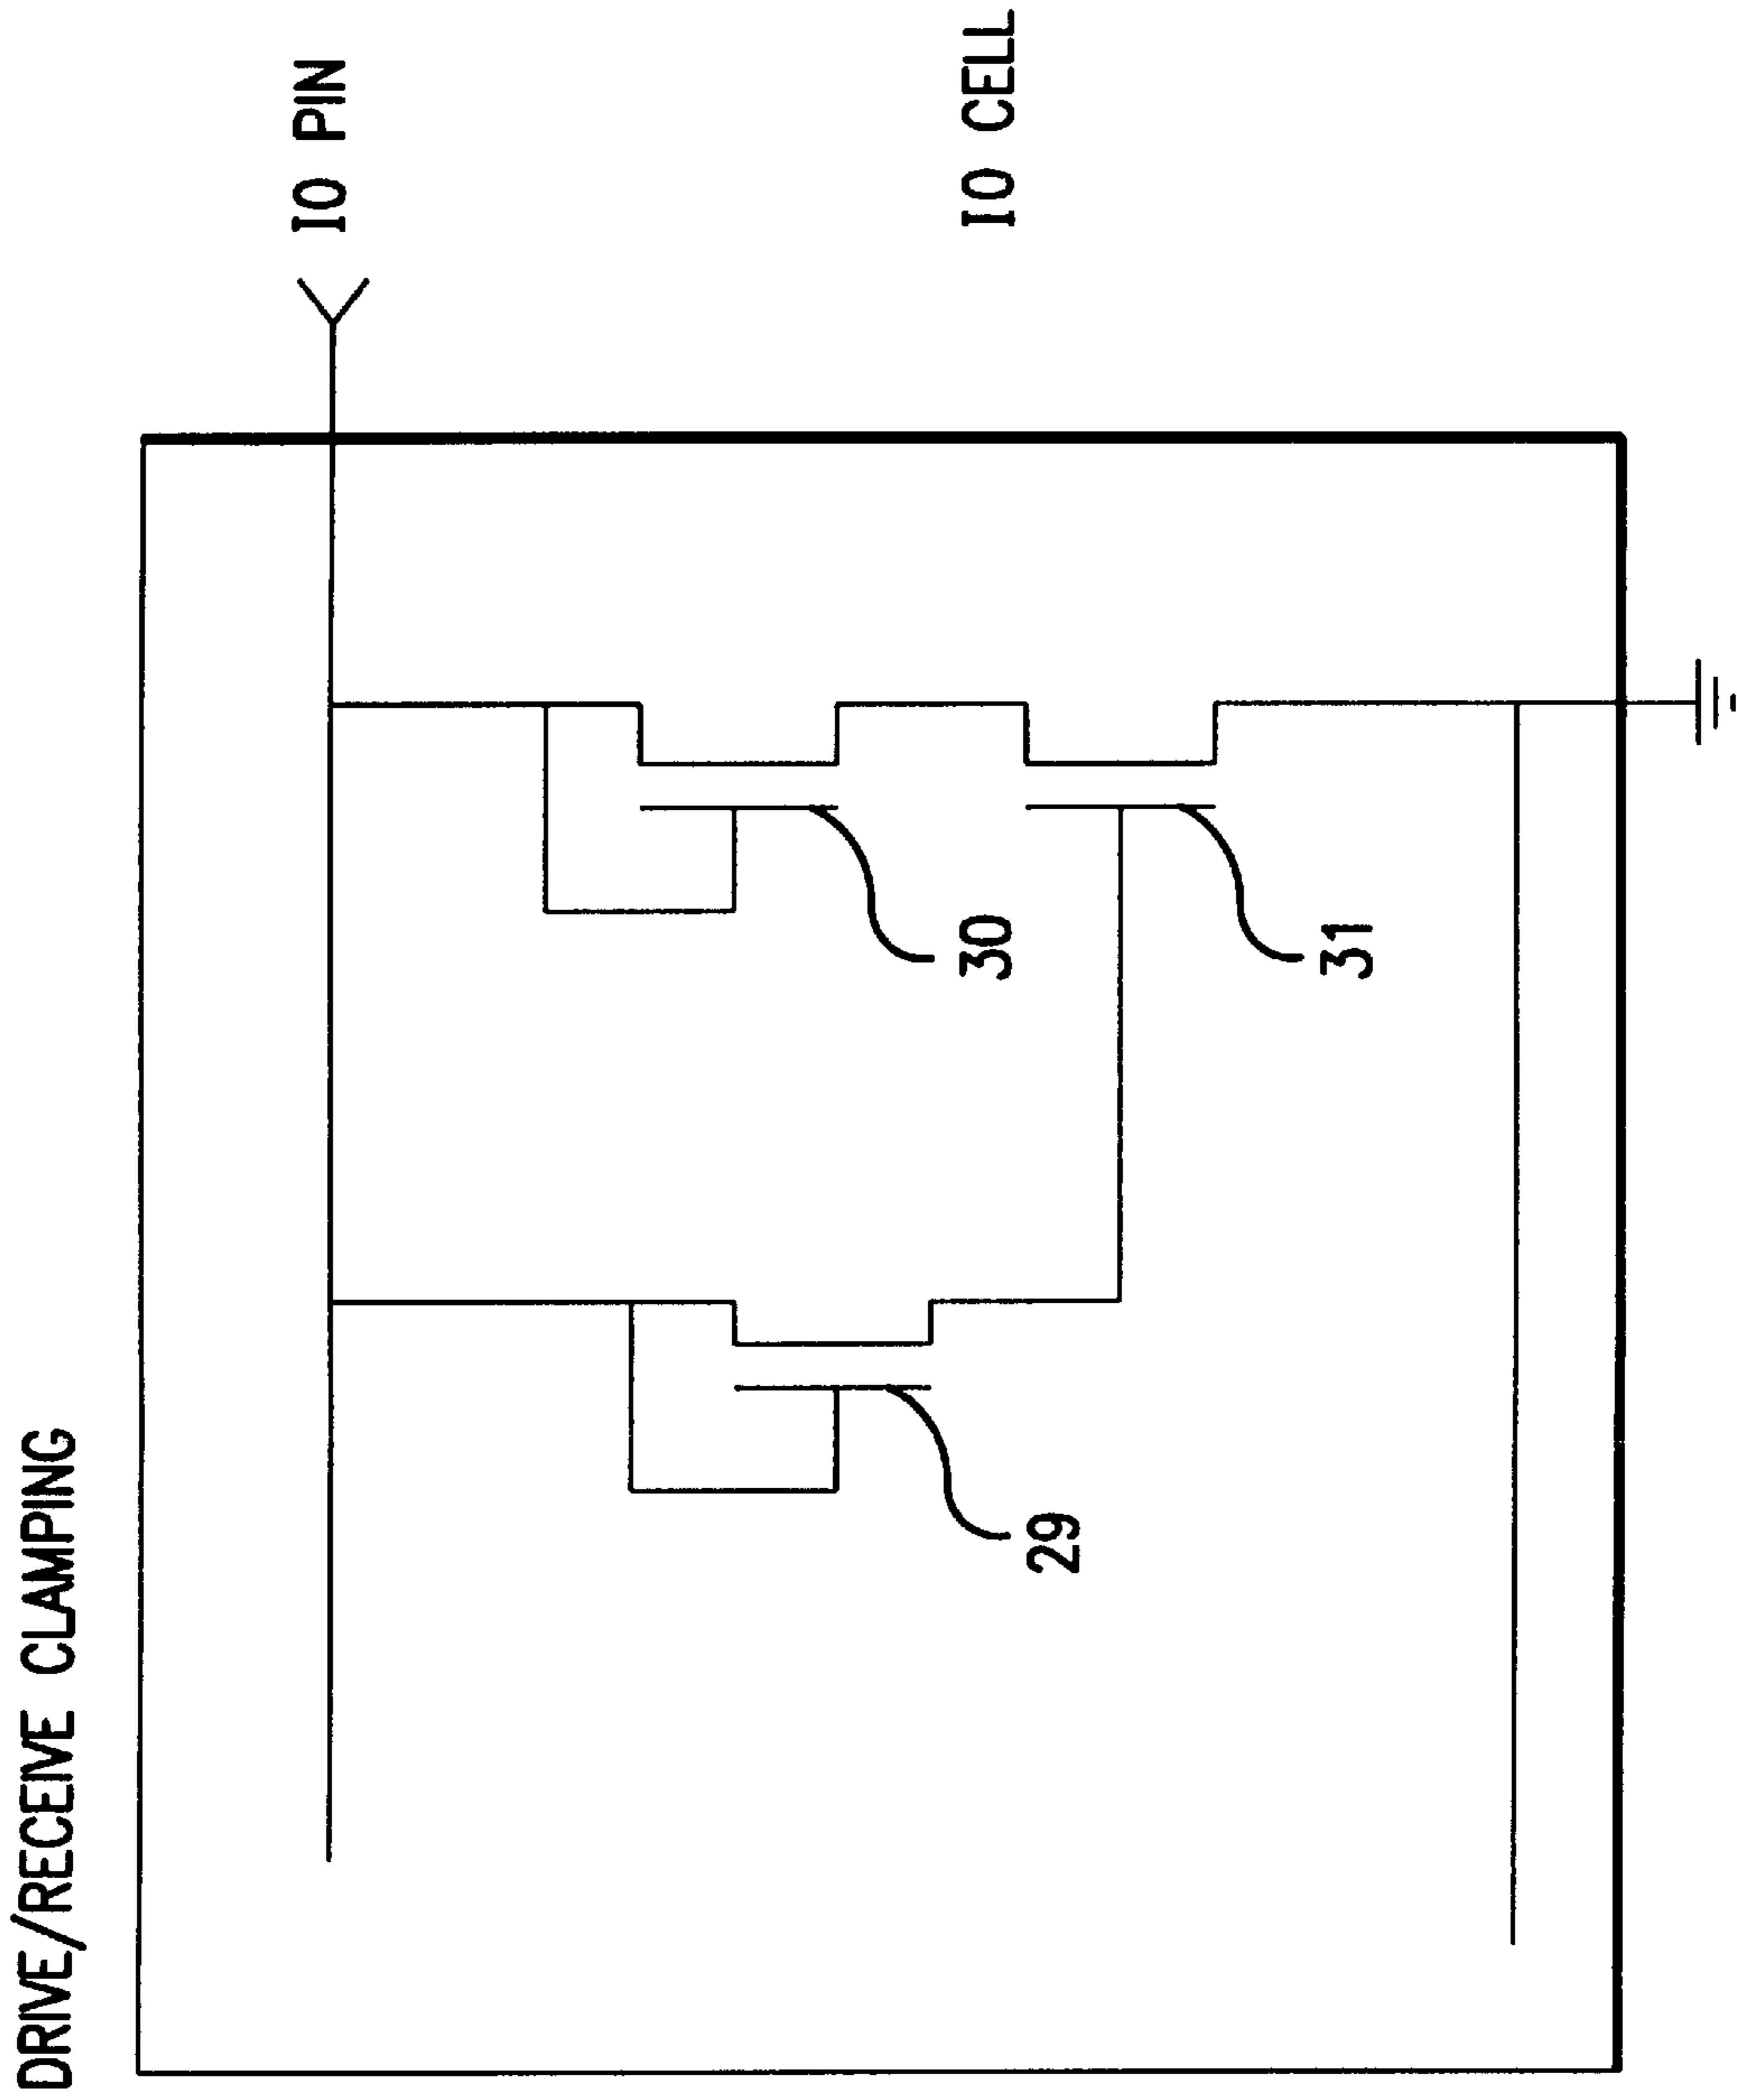 DRIVE/RECEIVE CLAMPING
IO PIN
IO CELL
29
30
31